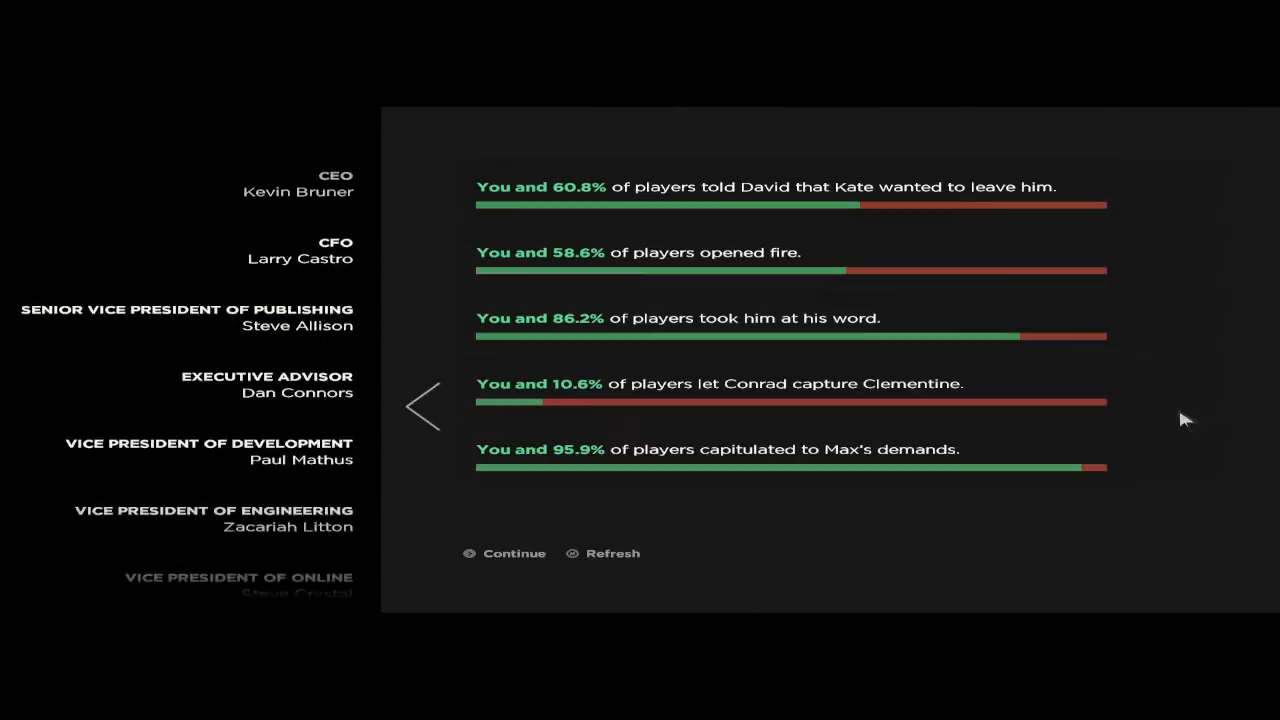 CEO
Kevin Bruner
CFO
Larry Castro
SENIOR VICE PRESIDENT OF PUBLISHING
Steve Allison
EXECUTIVE ADVISOR
Dan Connors
VICE PRESIDENT OF DEVELOPMENT
Paul Mathus
VICE PRESIDENT OF ENGINEERING
Zacariah Litton
VICE PRESIDENT OF ONLINE
Steve Crystal
You and 60.8% of players told David that Kate wanted to leave him.
You and 58.6% of players opened fire.
You and 86.2% of players took him at his word.
You and 10.6% of players let Conrad capture Clementine.
You and 95.9% of players capitulated to Max's demands.
Continue
Refresh